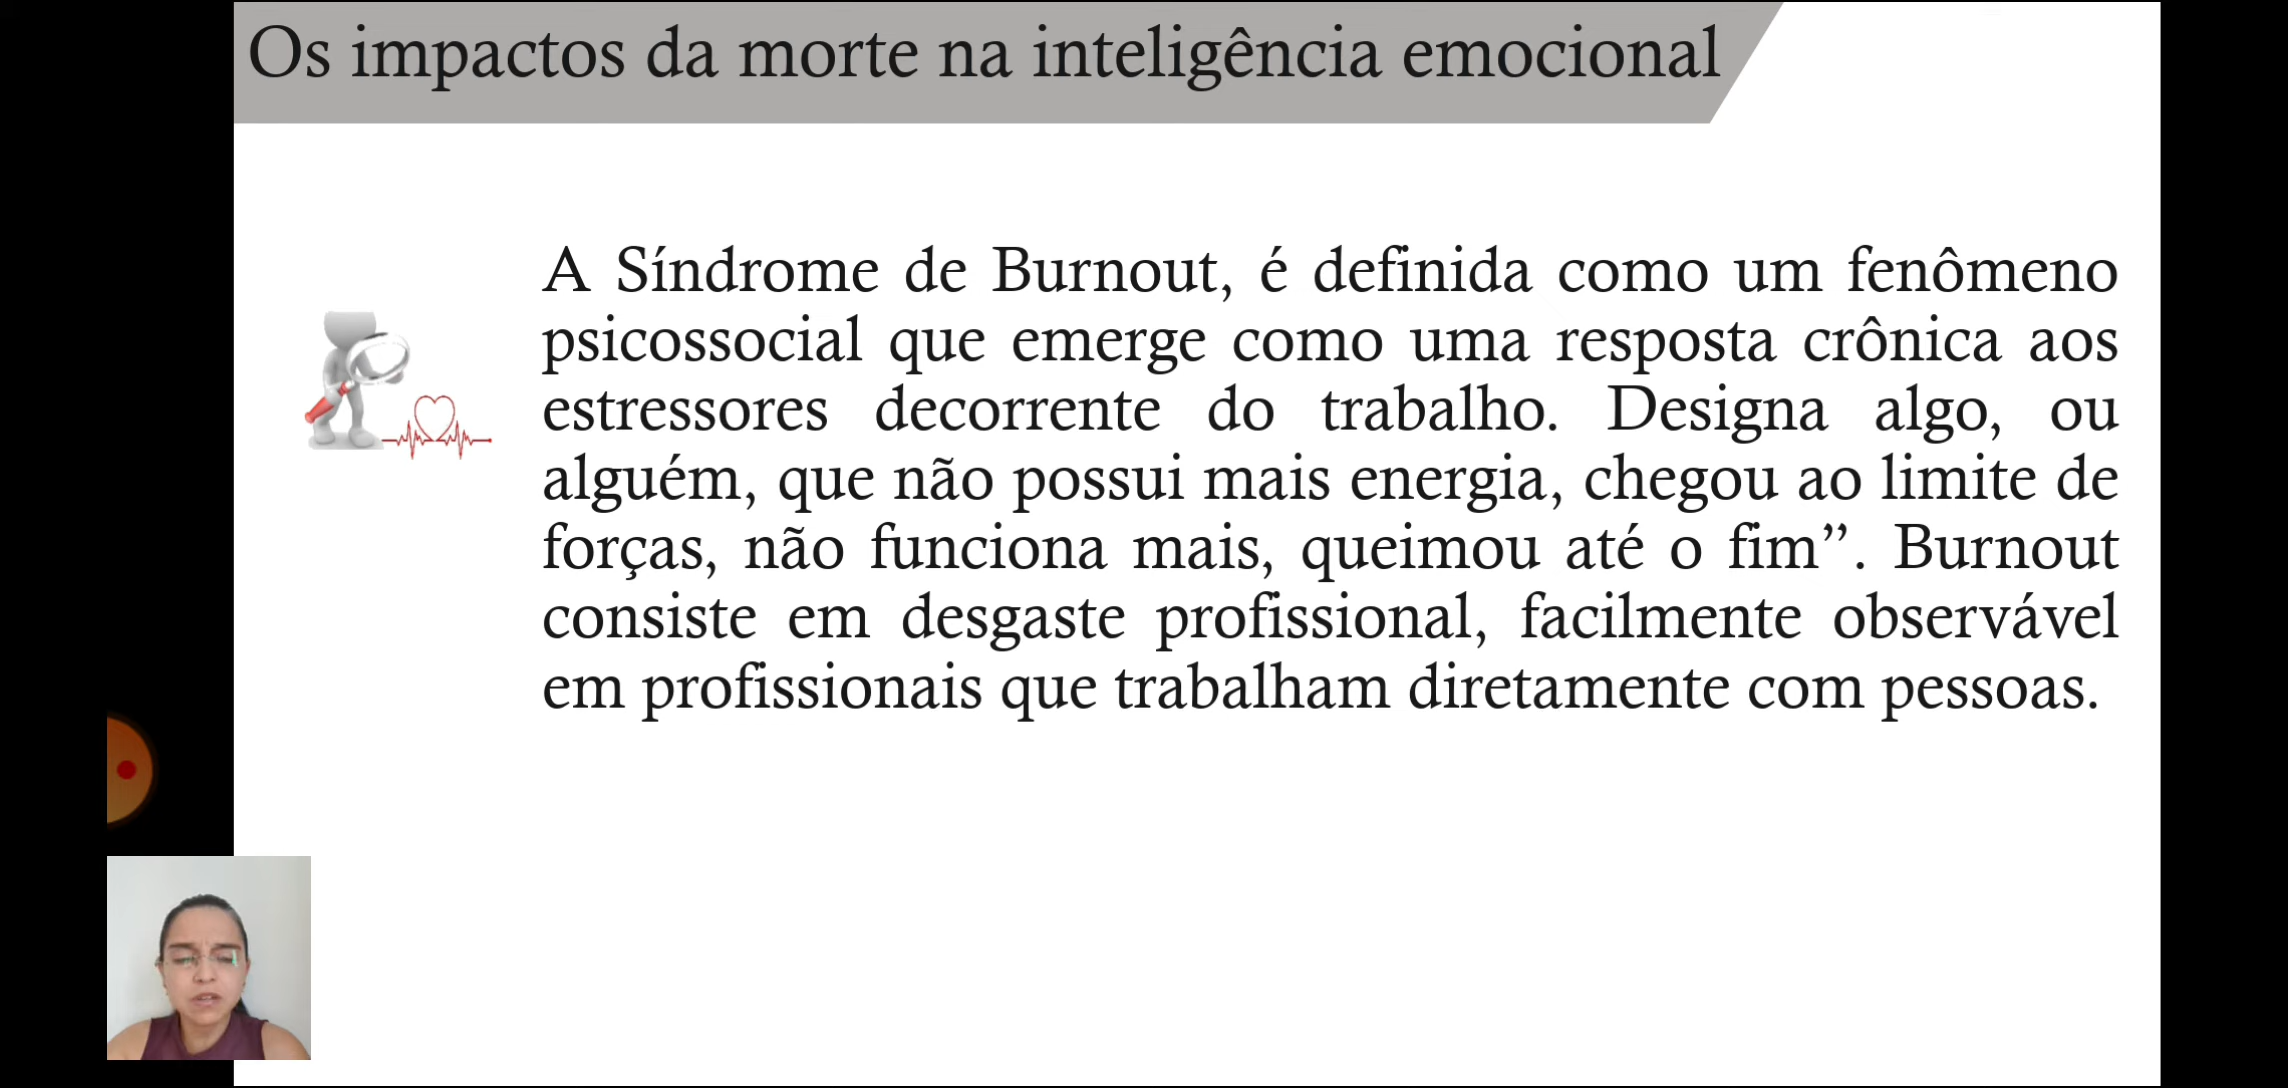 Os impactos da morte na inteligência emocional
A Síndrome de Burnout, é definida como um fenômeno
psicossocial que emerge como uma resposta crônica aos
estressores decorrente do trabalho. Designa algo, ou
alguém, que não possui mais energia, chegou ao limite de
forças, não funciona mais, queimou até o fim”. Burnout
consiste em desgaste profissional, facilmente observável
em profissionais que trabalham diretamente com pessoas.